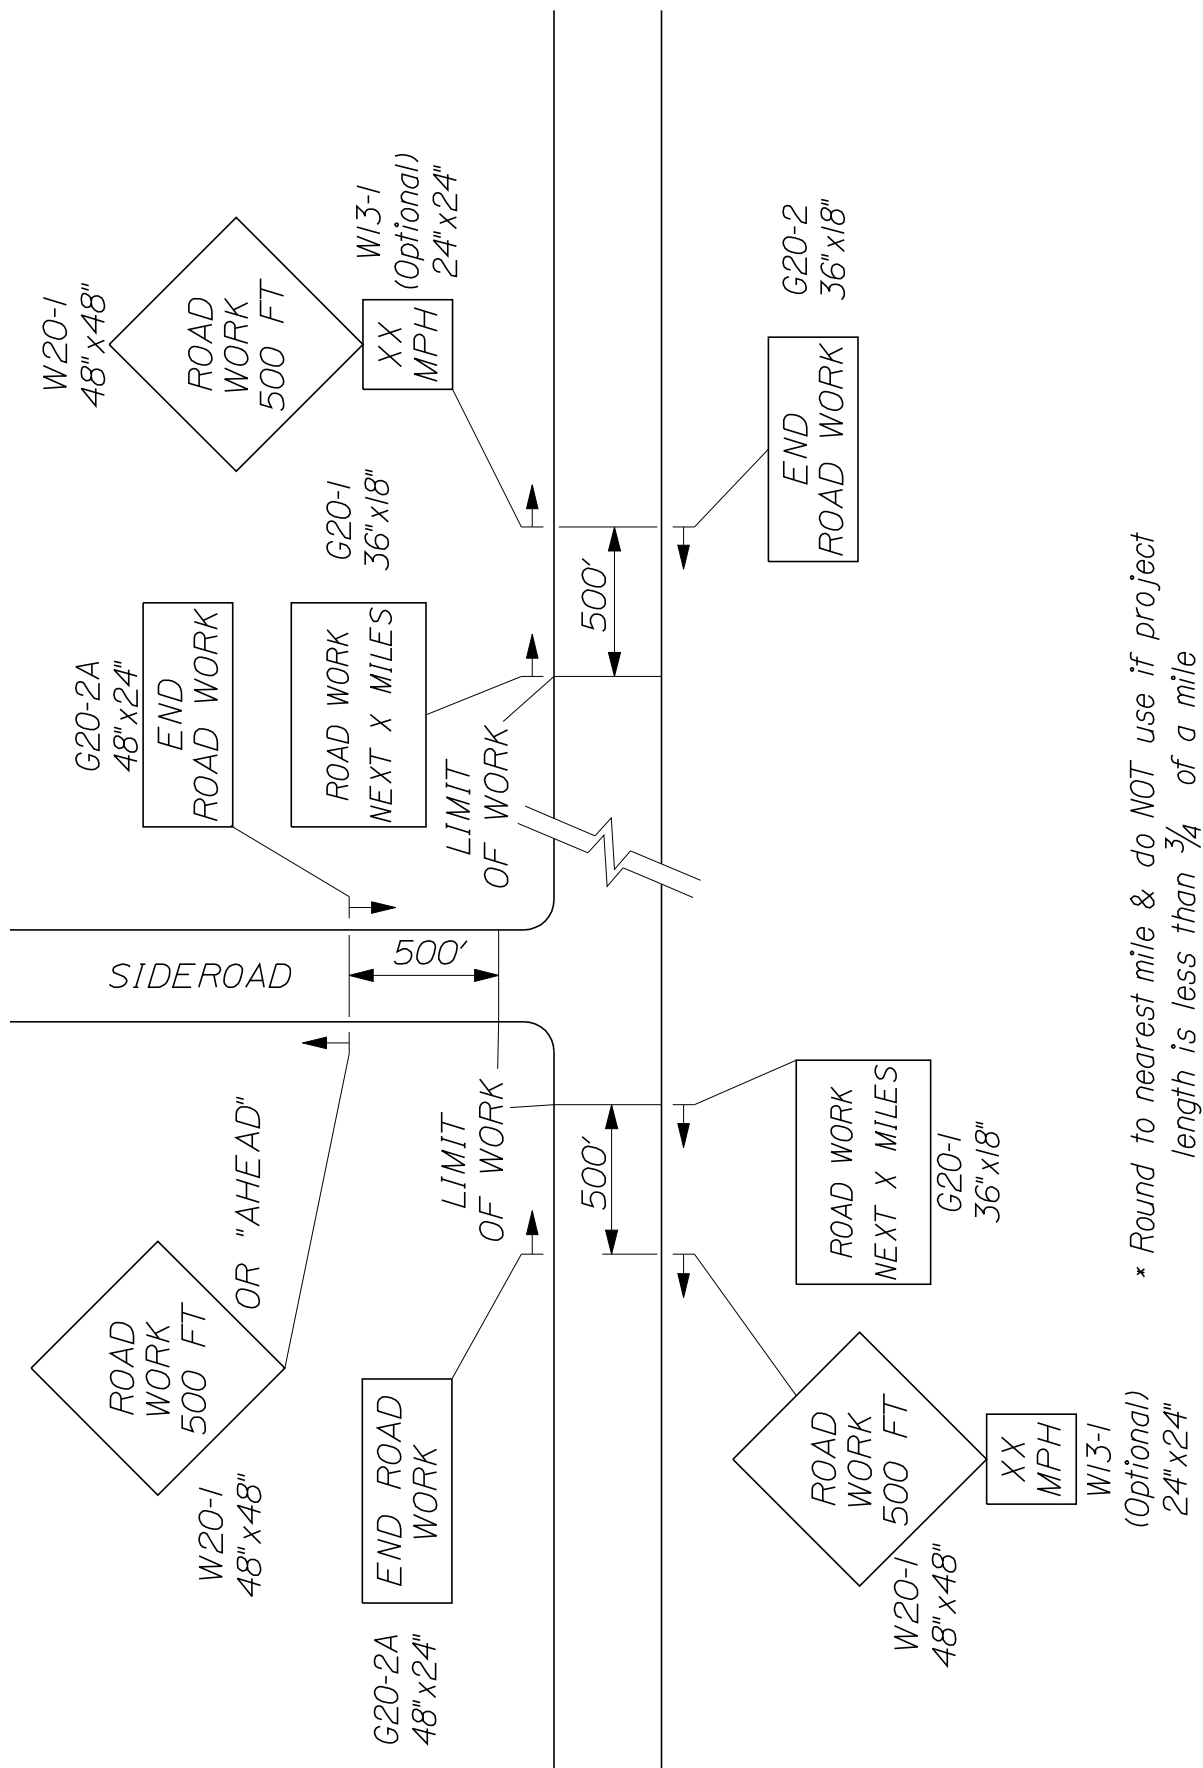 W20-1
48"x48"
ROAD
WORK
500 FT
OR "AHEAD"
SIDEROAD
500'
G20-2A
48"x24"
END
ROAD WORK
W20-1
48"x48"
ROAD
WORK
500 FT
XX
MPH
W13-1
(Optional)
24"x24"
G20-1
36"x18"
ROAD WORK
NEXT X MILES
LIMIT
OF WORK
LIMIT
OF WORK
G20-2A
48"x24"
END ROAD
WORK
500'
500'
W20-1
48"x48"
ROAD
WORK
500 FT
XX
MPH
W13-1
(Optional)
24"x24"
ROAD WORK
NEXT X MILES
G20-1
36"x18"
END
ROAD WORK
G20-2
36"x18"
* Round to nearest mile & do NOT use if project
length is less than 3/4 of a mile